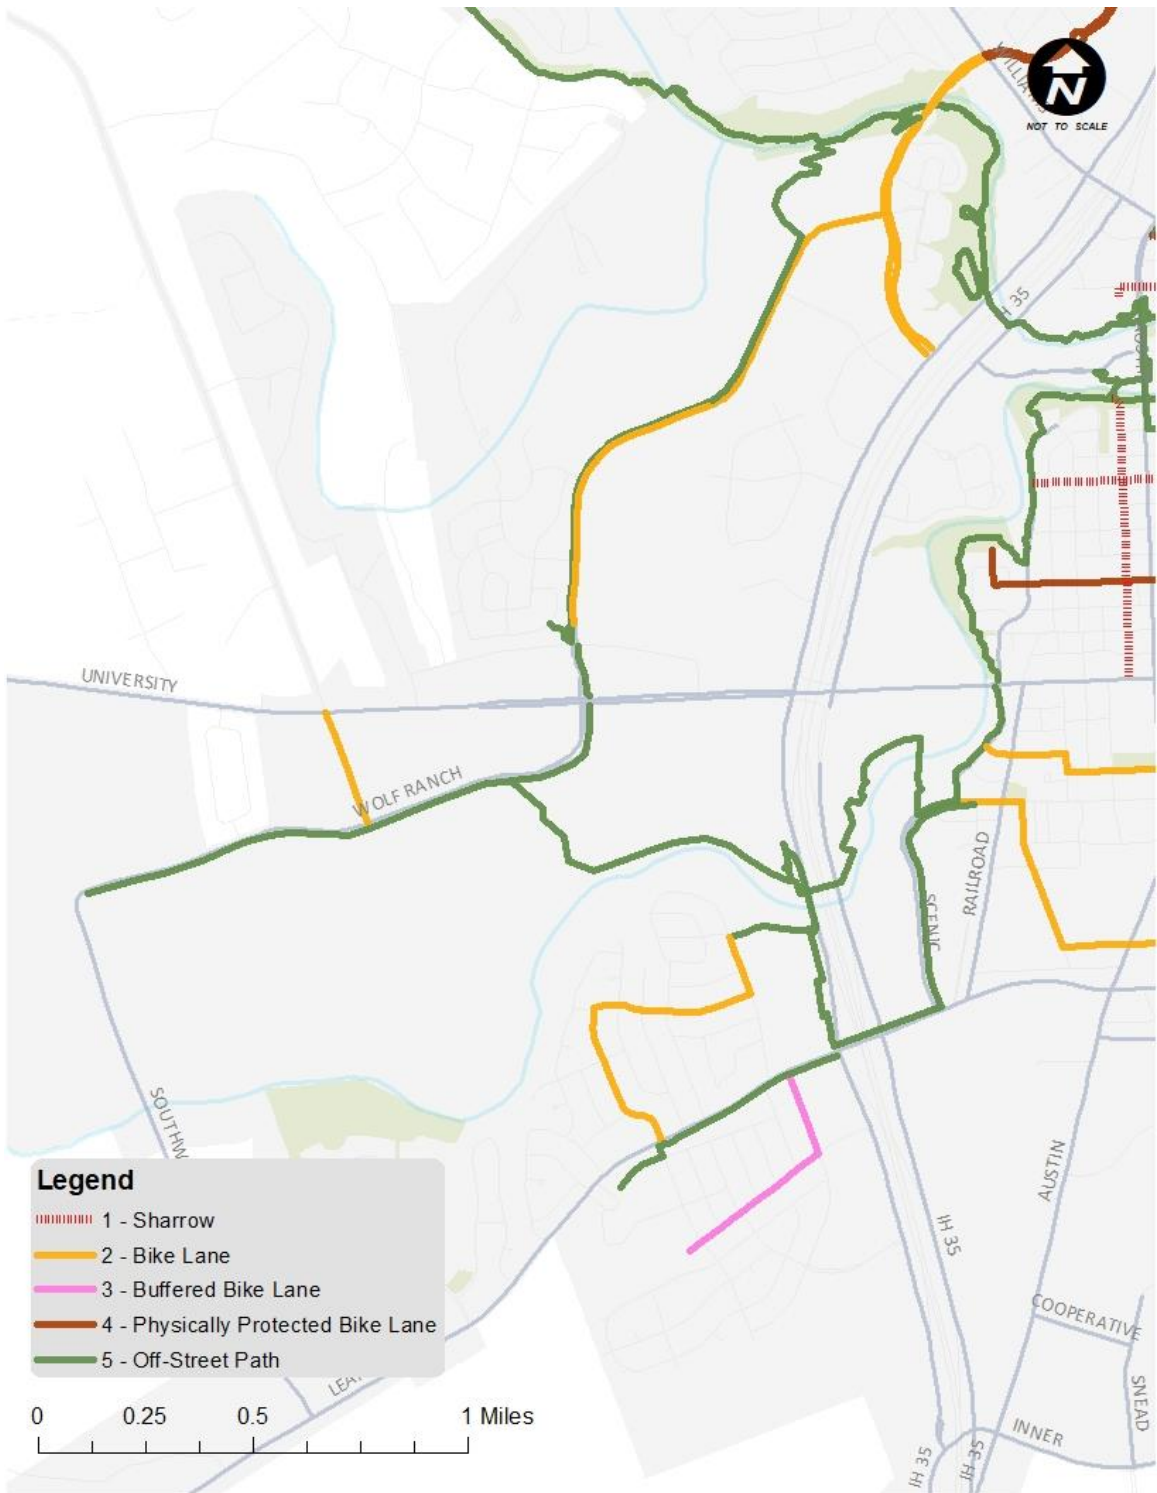 WILLIAMS
N
NOT TO SCALE
H 35
UNIVERSITY
WOLF RANCH
RAILROAD
SCENIC
SOUTHW
AUSTIN
IH 35
COOPERATIVE
SNEAD
INNER
IH 35
IH 35
LEA
Legend
1 - Sharrow
2 - Bike Lane
3 - Buffered Bike Lane
4 - Physically Protected Bike Lane
5 - Off-Street Path
0 0.25 0.5 1 Miles